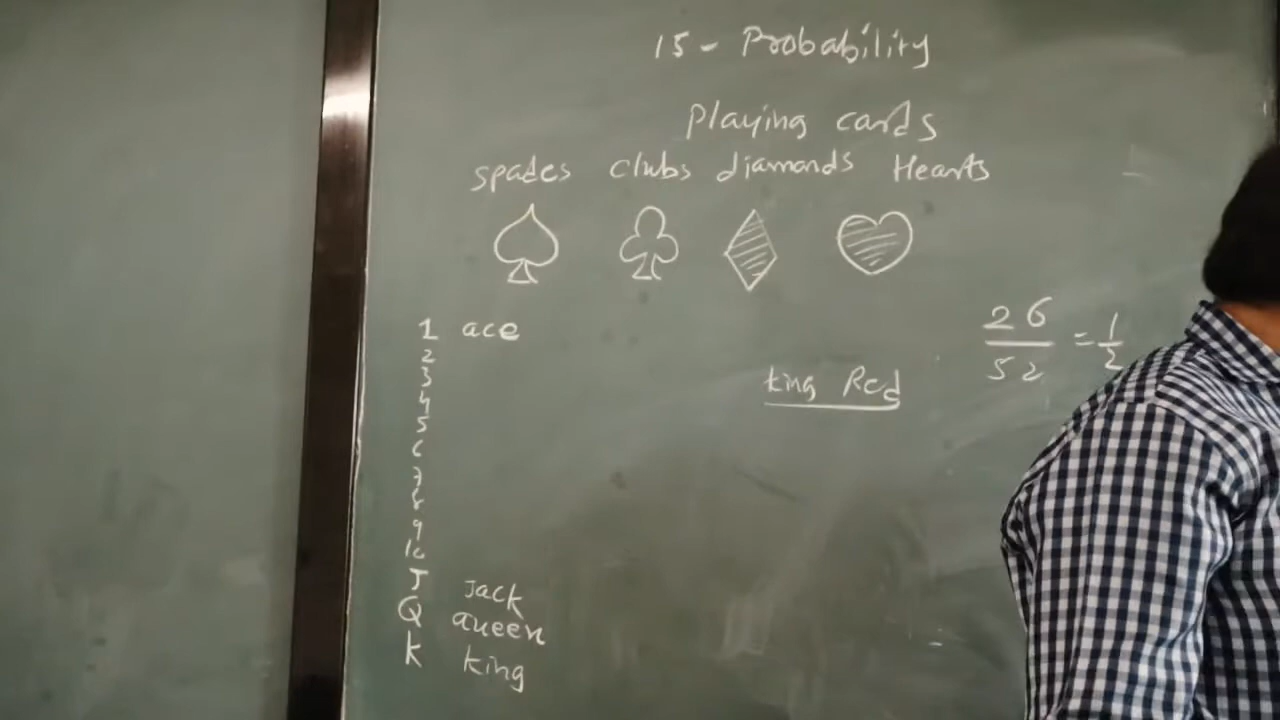 15 - Probability
Playing cards
spades clubs diamonds Hearts
26
52
= 1
2
1 ace
2
3
4
5
6
7
8
9
10
J Jack
Q queen
K king
king Red